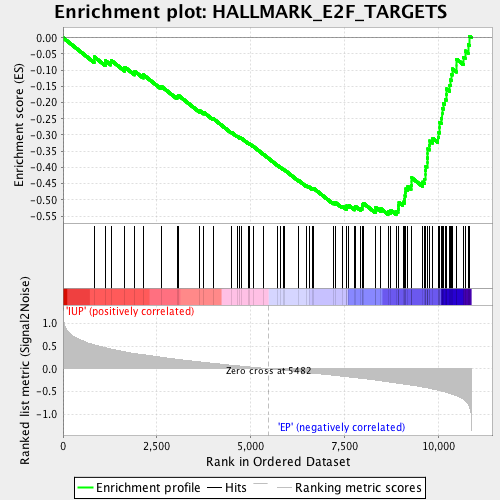 Enrichment plot: HALLMARK_E2F_TARGETS
Enrichment score (ES)
0.00
-0.05
-0.10
-0.15
-0.20
-0.25
-0.30
-0.35
-0.40
-0.45
-0.50
-0.55
'IUP' (positively correlated)
Ranked list metric (Signal2Noise)
1.0
0.5
0.0
-0.5
-1.0
Zero cross at 5482
'EP' (negatively correlated)
0
2,500
5,000
7,500
10,000
Rank in Ordered Dataset
Enrichment profile
Hits
Ranking metric scores